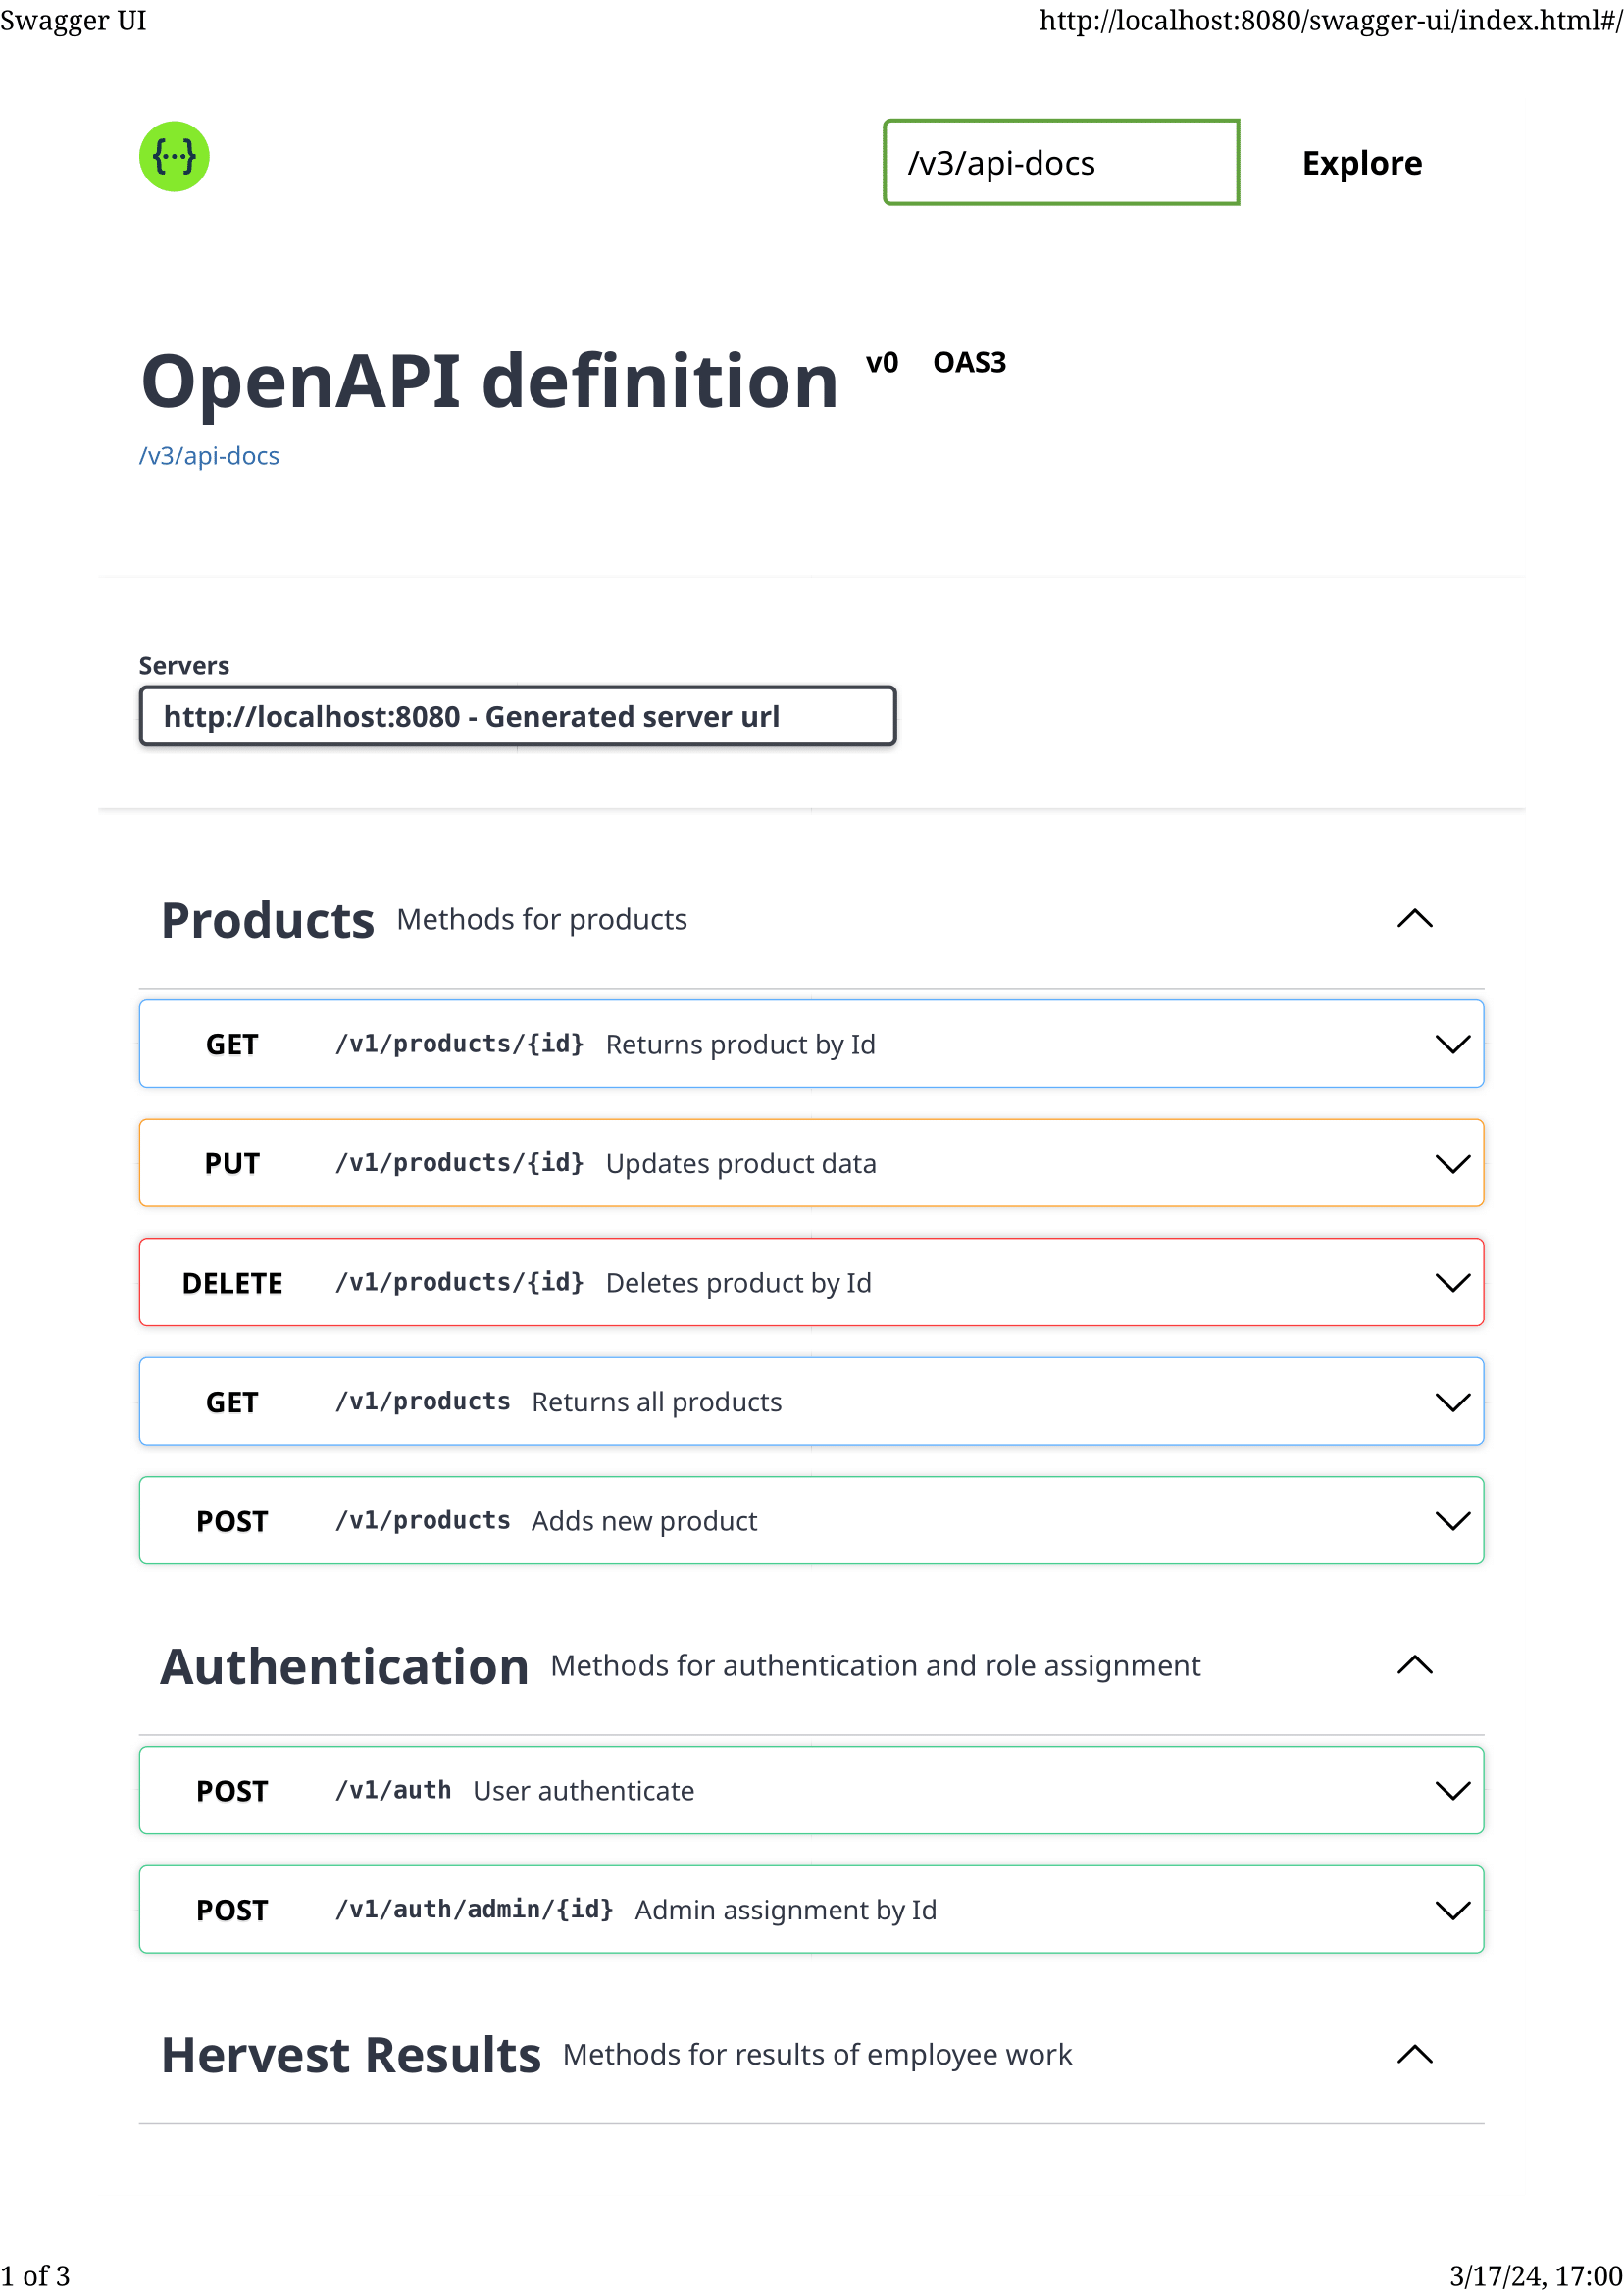 Swagger UI http://localhost:8080/swagger-ui/index.html#/
{···}
/v3/api-docs Explore
OpenAPI definition v0 OAS3
/v3/api-docs
Servers
http://localhost:8080 - Generated server url
Products Methods for products
GET /v1/products/{id} Returns product by Id
PUT /v1/products/{id} Updates product data
DELETE /v1/products/{id} Deletes product by Id
GET /v1/products Returns all products
POST /v1/products Adds new product
Authentication Methods for authentication and role assignment
POST /v1/auth User authenticate
POST /v1/auth/admin/{id} Admin assignment by Id
Hervest Results Methods for results of employee work
1 of 3 3/17/24, 17:00